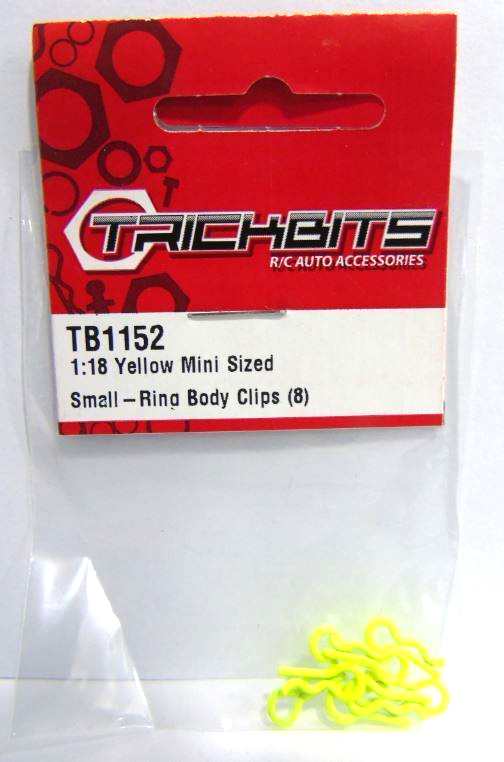 TRICKBITS
R/C AUTO ACCESSORIES
TB1152
1:18 Yellow Mini Sized
Small-Ring Body Clips (8)